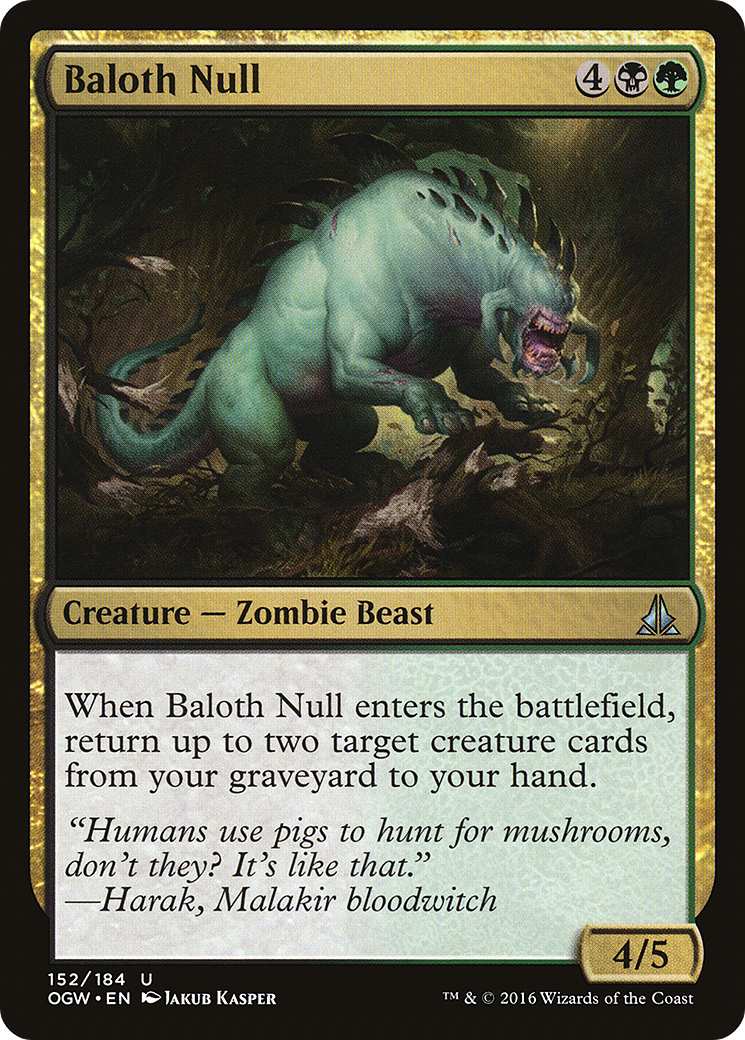 Baloth Null 4
Creature — Zombie Beast
When Baloth Null enters the battlefield,
return up to two target creature cards
from your graveyard to your hand.
“Humans use pigs to hunt for mushrooms,
don’t they? It’s like that.”
—Harak, Malakir bloodwitch
4/5
152/184 U
OGW • EN Jakub Kasper
™ & © 2016 Wizards of the Coast